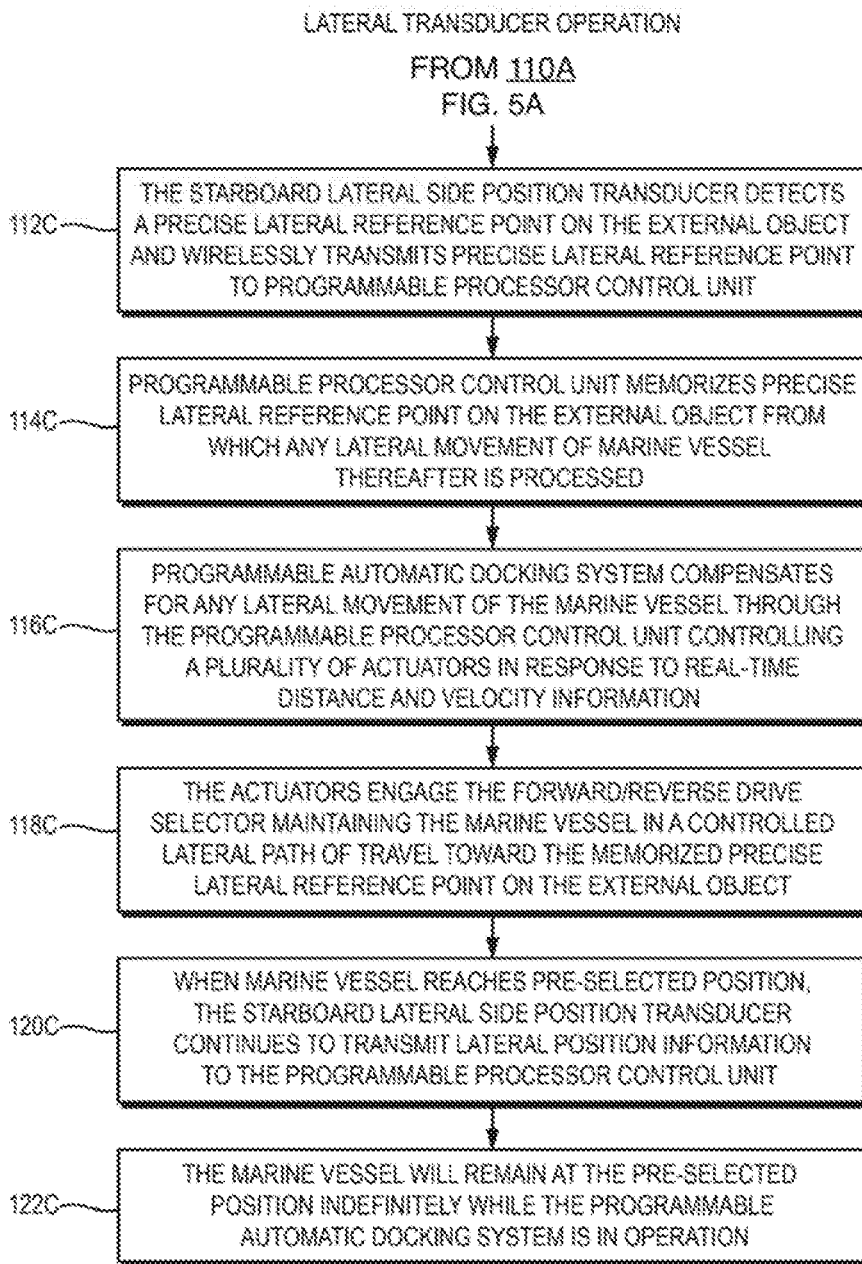 LATERAL TRANSDUCER OPERATION
FROM 110A
FIG. 5A
112C
THE STARBOARD LATERAL SIDE POSITION TRANSDUCER DETECTS
A PRECISE LATERAL REFERENCE POINT ON THE EXTERNAL OBJECT
AND WIRELESSLY TRANSMITS PRECISE LATERAL REFERENCE POINT
TO PROGRAMMABLE PROCESSOR CONTROL UNIT
114C
PROGRAMMABLE PROCESSOR CONTROL UNIT MEMORIZES PRECISE
LATERAL REFERENCE POINT ON THE EXTERNAL OBJECT FROM
WHICH ANY LATERAL MOVEMENT OF MARINE VESSEL
THEREAFTER IS PROCESSED
116C
PROGRAMMABLE AUTOMATIC DOCKING SYSTEM COMPENSATES
FOR ANY LATERAL MOVEMENT OF THE MARINE VESSEL THROUGH
THE PROGRAMMABLE PROCESSOR CONTROL UNIT CONTROLLING
A PLURALITY OF ACTUATORS IN RESPONSE TO REAL-TIME
DISTANCE AND VELOCITY INFORMATION
118C
THE ACTUATORS ENGAGE THE FORWARD/REVERSE DRIVE
SELECTOR MAINTAINING THE MARINE VESSEL IN A CONTROLLED
LATERAL PATH OF TRAVEL TOWARD THE MEMORIZED PRECISE
LATERAL REFERENCE POINT ON THE EXTERNAL OBJECT
120C
WHEN MARINE VESSEL REACHES PRE-SELECTED POSITION,
THE STARBOARD LATERAL SIDE POSITION TRANSDUCER
CONTINUES TO TRANSMIT LATERAL POSITION INFORMATION
TO THE PROGRAMMABLE PROCESSOR CONTROL UNIT
122C
THE MARINE VESSEL WILL REMAIN AT THE PRE-SELECTED
POSITION INDEFINITELY WHILE THE PROGRAMMABLE
AUTOMATIC DOCKING SYSTEM IS IN OPERATION